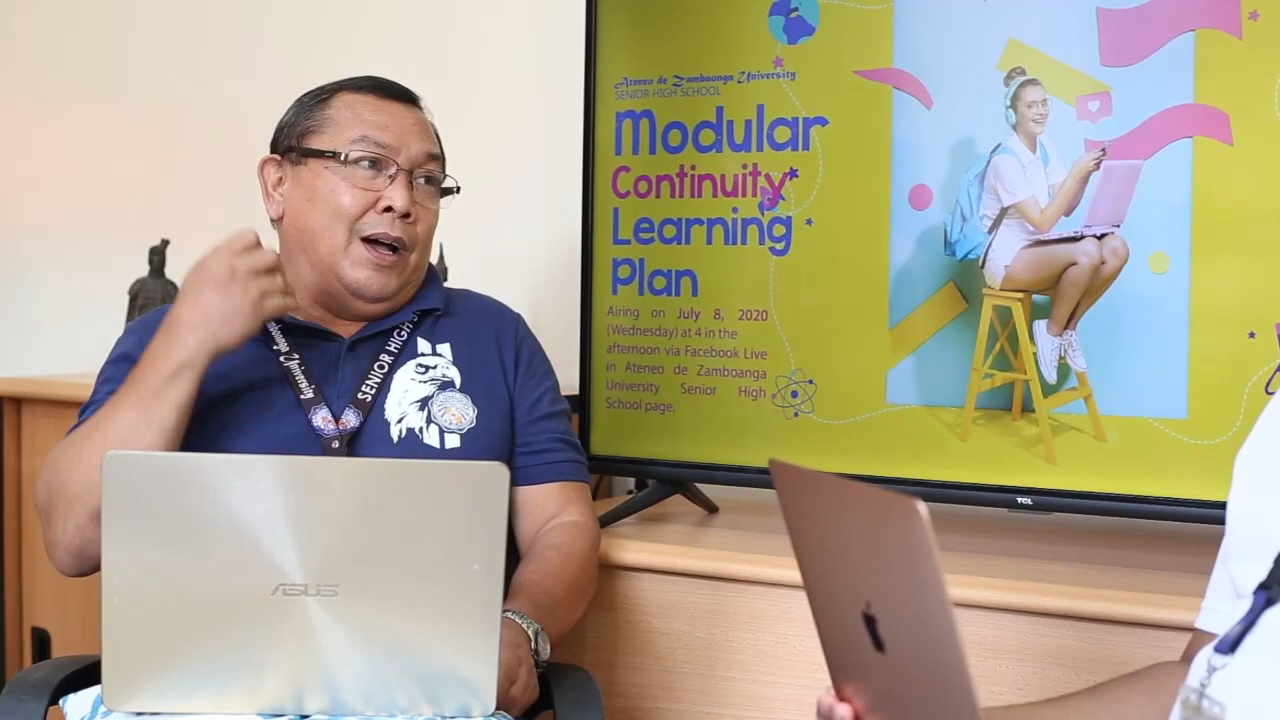 Ateneo de Zamboanga University
SENIOR HIGH SCHOOL
Modular
Continuity
Learning
Plan
Airing on July 8, 2020
(Wednesday) at 4 in the
afternoon via Facebook Live
in Ateneo de Zamboanga
University Senior High
School page.
TCL
Zamboanga University
SENIOR HIGH S
ASUS